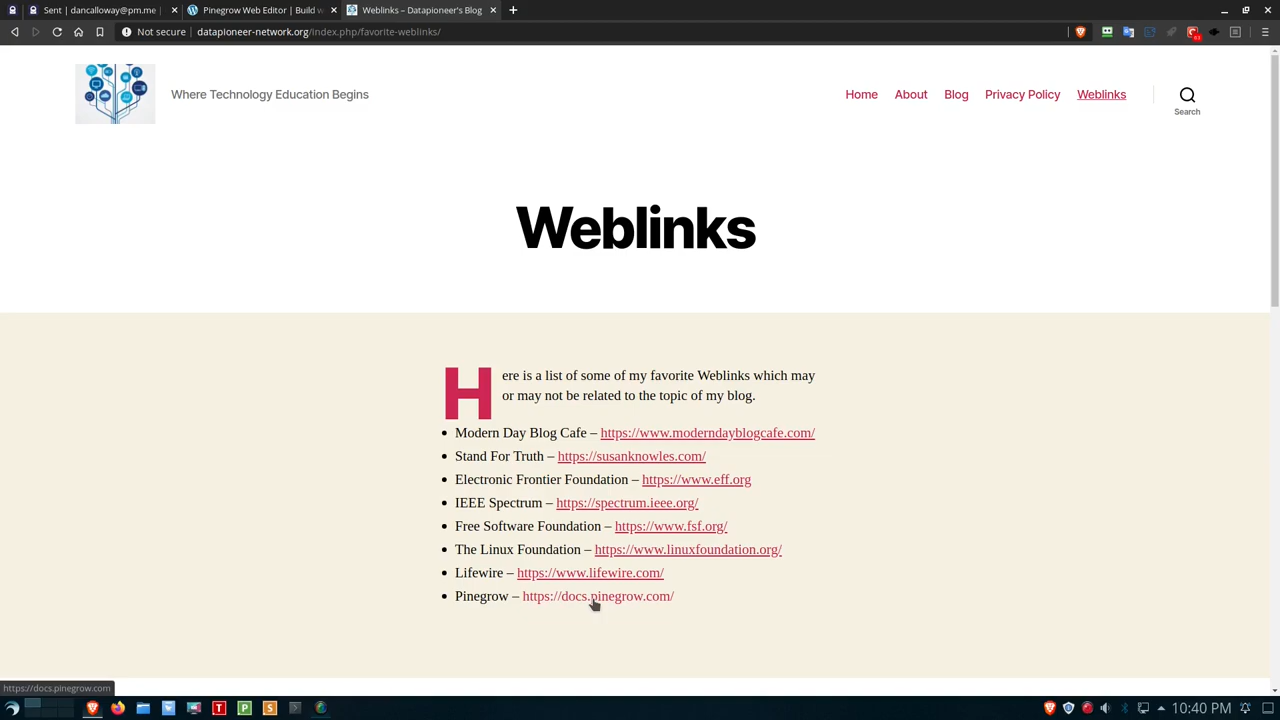 Sent | dancalloway@pm.me
Pinegrow Web Editor | Build w
Weblinks – Datapioneer's Blog
Not secure | datapioneer-network.org/index.php/favorite-weblinks/
Where Technology Education Begins
Home About Blog Privacy Policy Weblinks
Search
Weblinks
Here is a list of some of my favorite Weblinks which may
or may not be related to the topic of my blog.
• Modern Day Blog Cafe – https://www.moderndayblogcafe.com/
• Stand For Truth – https://susanknowles.com/
• Electronic Frontier Foundation – https://www.eff.org
• IEEE Spectrum – https://spectrum.ieee.org/
• Free Software Foundation – https://www.fsf.org/
• The Linux Foundation – https://www.linuxfoundation.org/
• Lifewire – https://www.lifewire.com/
• Pinegrow – https://docs.pinegrow.com/
https://docs.pinegrow.com
T P S
10:40 PM